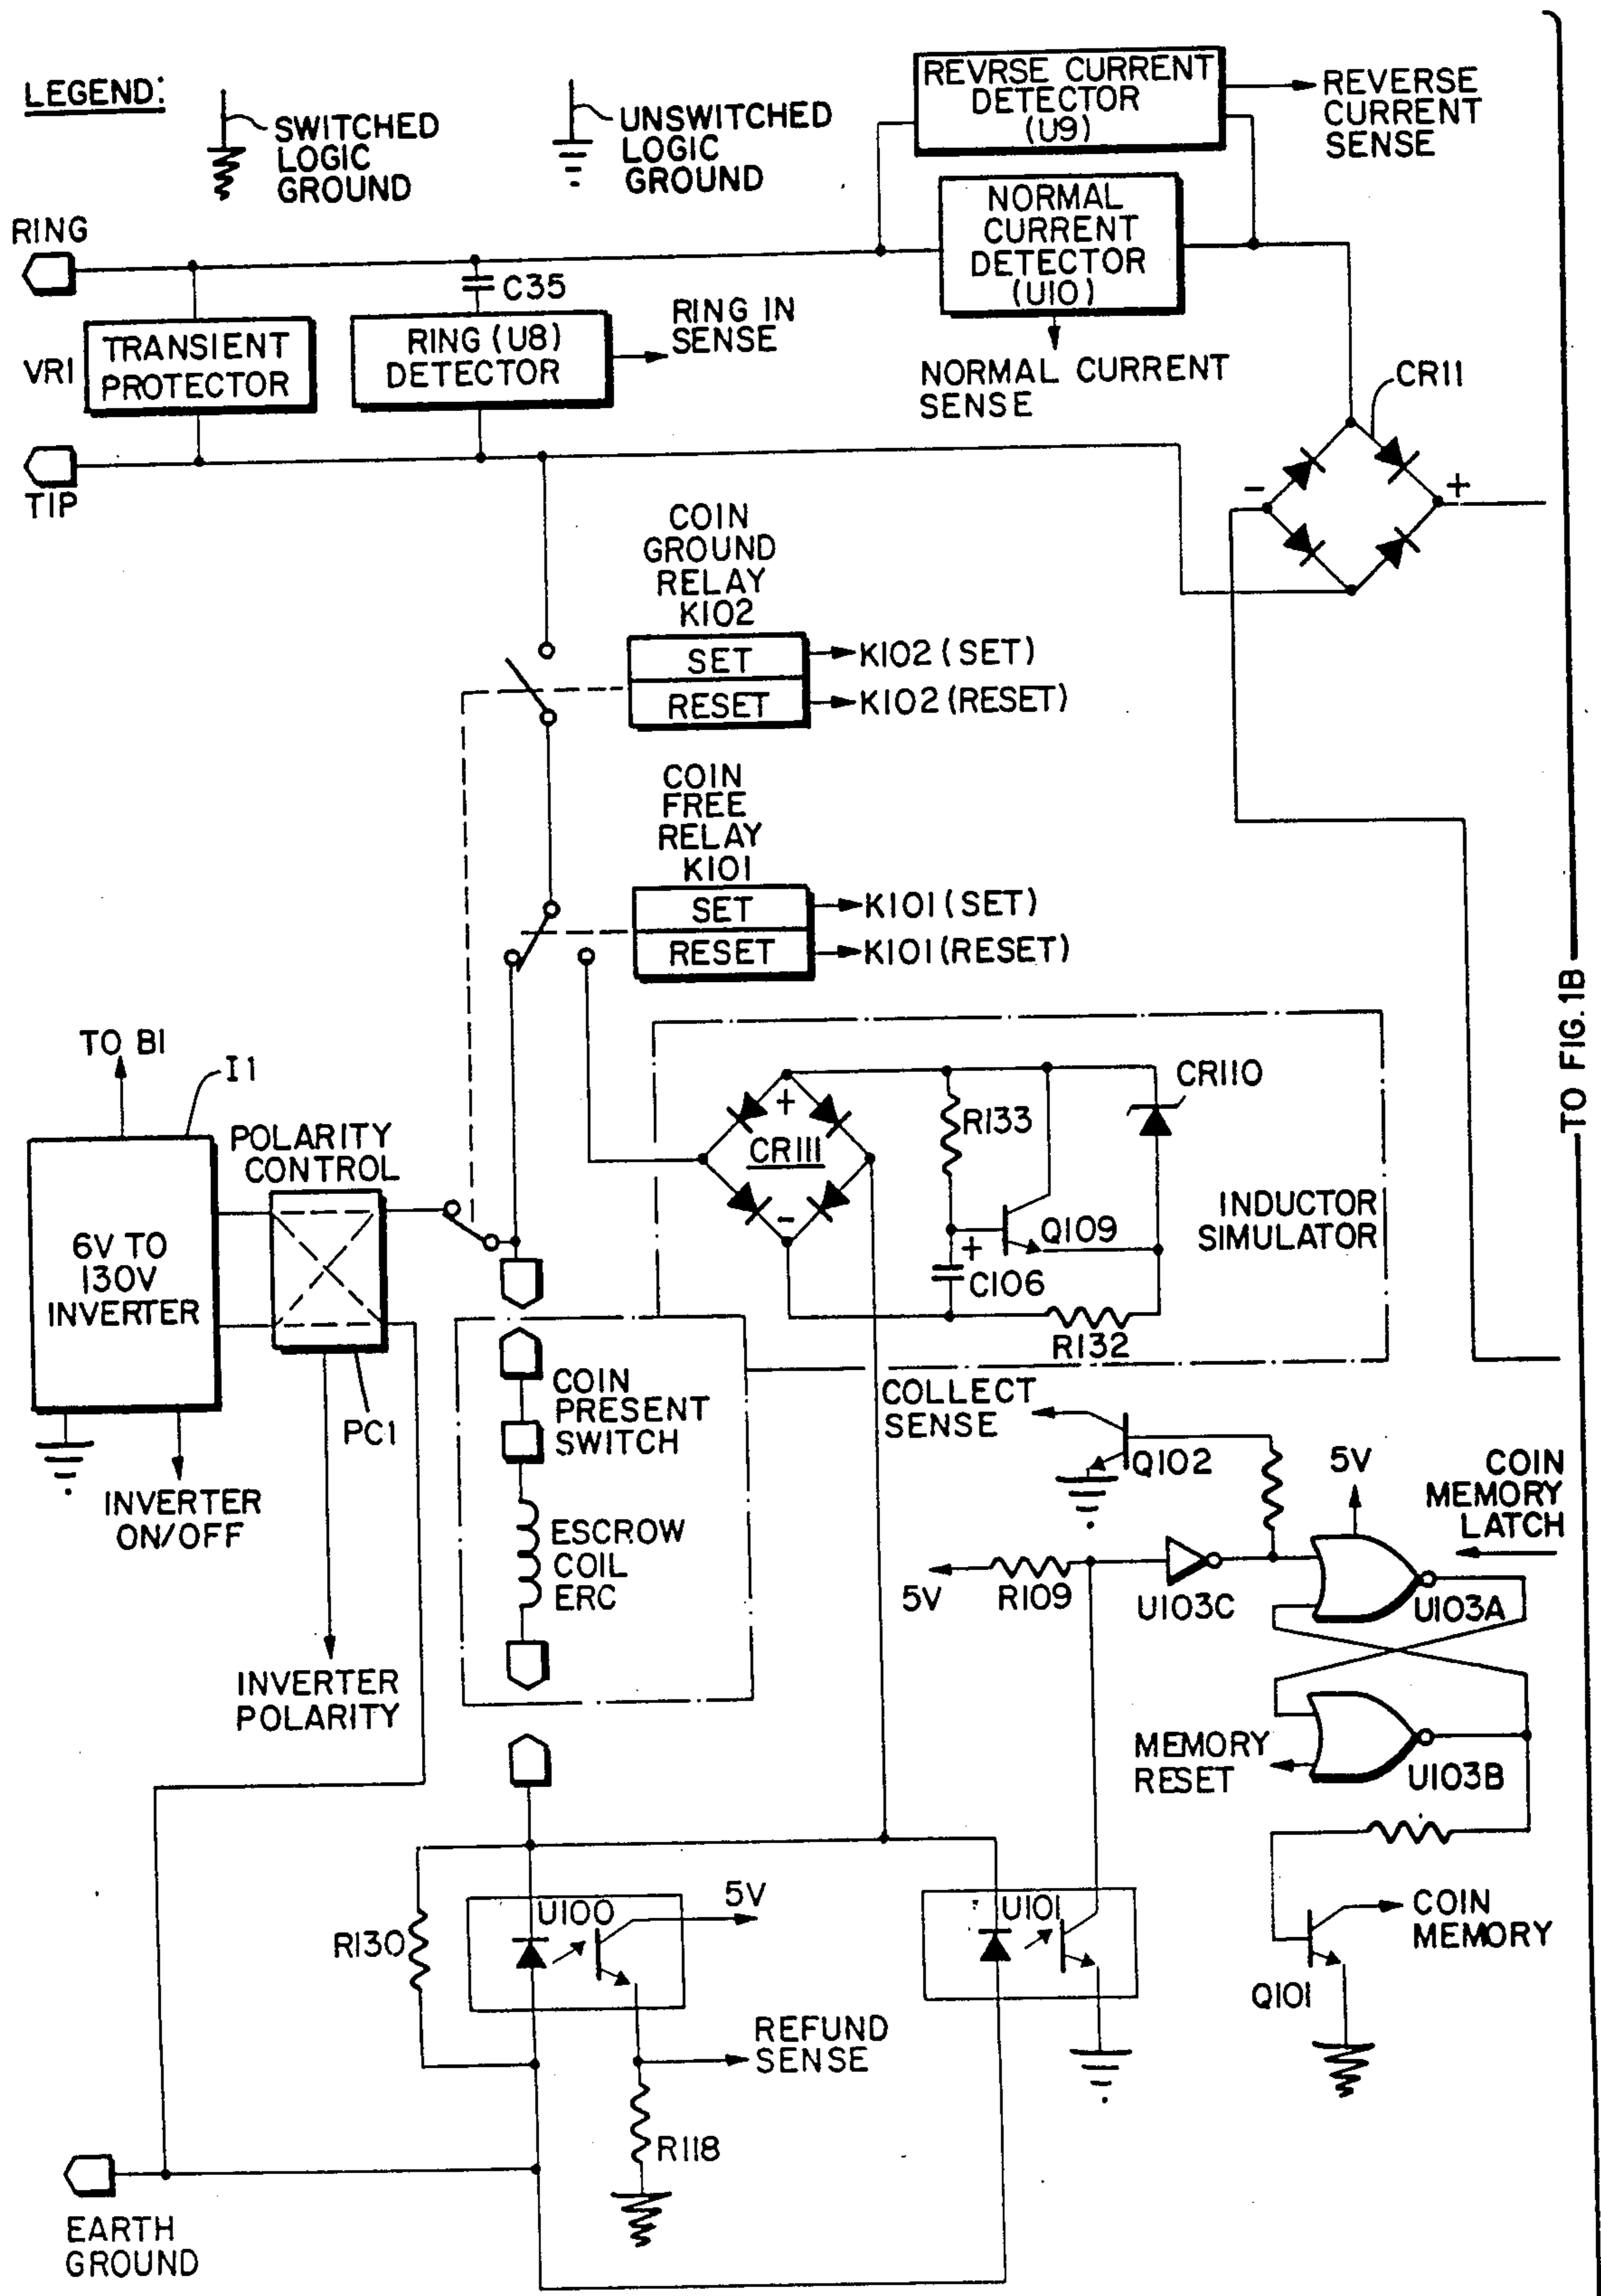 LEGEND:
SWITCHED
LOGIC
GROUND
UNSWITCHED
LOGIC
GROUND
REVRSE CURRENT
DETECTOR
(U9)
REVERSE
CURRENT
SENSE
NORMAL
CURRENT
DETECTOR
(U10)
NORMAL CURRENT
SENSE
RING
C35
TRANSIENT
PROTECTOR
VR1
RING (U8)
DETECTOR
RING IN
SENSE
TIP
CR11
-
+
COIN
GROUND
RELAY
K102
SET
RESET
K102 (SET)
K102 (RESET)
COIN
FREE
RELAY
K101
SET
RESET
K101 (SET)
K101 (RESET)
TO FIG. 1B
TO B1
I1
6V TO
130V
INVERTER
POLARITY
CONTROL
PC1
INVERTER
ON/OFF
INVERTER
POLARITY
+
CR111
-
R133
Q109
+
C106
R132
CR110
INDUCTOR
SIMULATOR
COIN
PRESENT
SWITCH
ESCROW
COIL
ERC
COLLECT
SENSE
Q102
5V
COIN
MEMORY
LATCH
5V
R109
U103C
U103A
MEMORY
RESET
U103B
COIN
MEMORY
Q101
R130
U100
5V
U101
REFUND
SENSE
R118
EARTH
GROUND